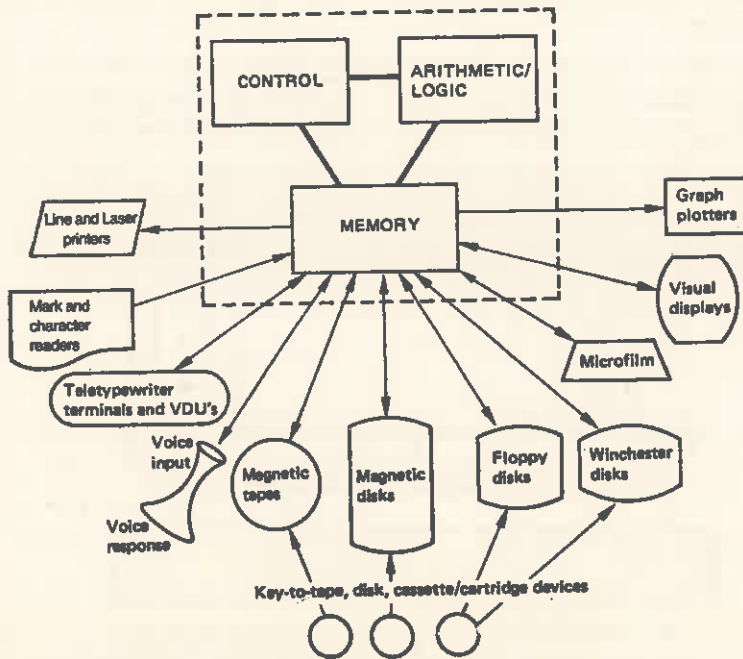 CONTROL
ARITHMETIC/
LOGIC
MEMORY
Line and Laser
printers
Graph
plotters
Mark and
character
readers
Visual
displays
Microfilm
Teletypewriter
terminals and VDU's
Voice
input
Voice
response
Magnetic
tapes
Magnetic
disks
Floppy
disks
Winchester
disks
Key-to-tape, disk, cassette/cartridge devices